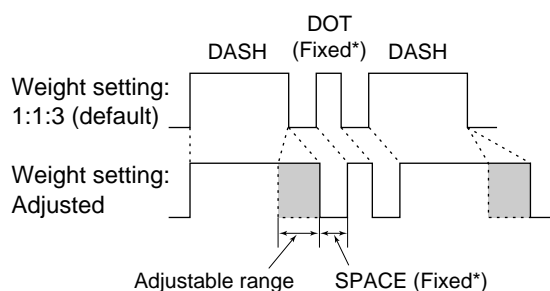 DOT
DASH (Fixed*) DASH
Weight setting:
1:1:3 (default)
Weight setting:
Adjusted
Adjustable range SPACE (Fixed*)